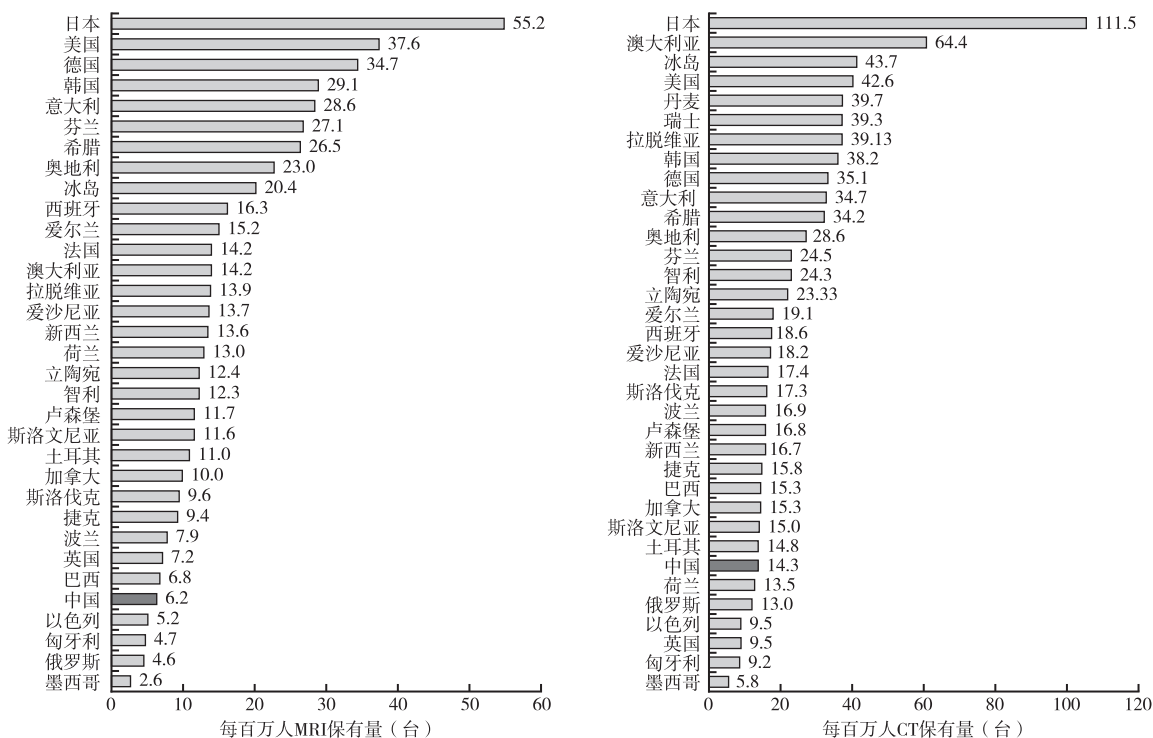 日本 55.2
美国 37.6
德国 34.7
韩国 29.1
意大利 28.6
芬兰 27.1
希腊 26.5
奥地利 23.0
冰岛 20.4
西班牙 16.3
爱尔兰 15.2
法国 14.2
澳大利亚 14.2
拉脱维亚 13.9
爱沙尼亚 13.7
新西兰 13.6
荷兰 13.0
立陶宛 12.4
智利 12.3
卢森堡 11.7
斯洛文尼亚 11.6
土耳其 11.0
加拿大 10.0
斯洛伐克 9.6
捷克 9.4
波兰 7.9
英国 7.2
巴西 6.8
中国 6.2
以色列 5.2
匈牙利 4.7
俄罗斯 4.6
墨西哥 2.6
0 10 20 30 40 50 60
每百万人MRI保有量（台）
日本 111.5
澳大利亚 64.4
冰岛 43.7
美国 42.6
丹麦 39.7
瑞士 39.3
拉脱维亚 39.13
韩国 38.2
德国 35.1
意大利 34.7
希腊 34.2
奥地利 28.6
芬兰 24.5
智利 24.3
立陶宛 23.33
爱尔兰 19.1
西班牙 18.6
爱沙尼亚 18.2
法国 17.4
斯洛伐克 17.3
波兰 16.9
卢森堡 16.8
新西兰 16.7
捷克 15.8
巴西 15.3
加拿大 15.3
斯洛文尼亚 15.0
土耳其 14.8
中国 14.3
荷兰 13.5
俄罗斯 13.0
以色列 9.5
英国 9.5
匈牙利 9.2
墨西哥 5.8
0 20 40 60 80 100 120
每百万人CT保有量（台）